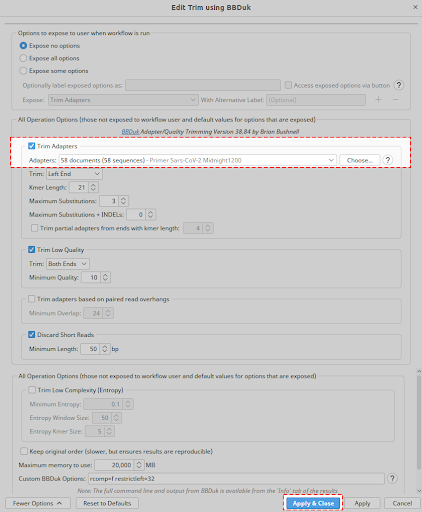 Edit Trim using BBDuk
Options to expose to user when workflow is run
Expose no options
Expose all options
Expose some options
Optionally label exposed options as:
Access exposed options via button
?
Expose: Trim Adapters
With Alternative Label: [Optional]
All Operation Options (those not exposed to workflow user and default values for options that are exposed)
BBDuk Adapter/Quality Trimming Version 38.84 by Brian Bushnell
Trim Adapters
Adapters: 58 documents (58 sequences) - Primer Sars-CoV-2 Midnight1200
Choose...
?
Trim: Left End
Kmer Length: 21
Maximum Substitutions: 3
Maximum Substitutions + INDELs: 0
Trim partial adapters from ends with kmer length: 4
Trim Low Quality
Trim: Both Ends
Minimum Quality: 10
Trim adapters based on paired read overhangs
Minimum Overlap: 24
Discard Short Reads
Minimum Length: 50 bp
All Operation Options (those not exposed to workflow user and default values for options that are exposed)
Trim Low Complexity (Entropy)
Minimum Entropy: 0.1
Entropy Window Size: 50
Entropy Kmer Size: 5
Keep original order (slower, but ensures results are reproducible)
Maximum memory to use: 20,000 MB
Custom BBDuk Options: rcomp=f restrictleft=32
?
Note: The full command line and output from BBDuk is available from the 'Info' tab of the results
Fewer Options
Reset to Defaults
Apply & Close
Apply
Cancel